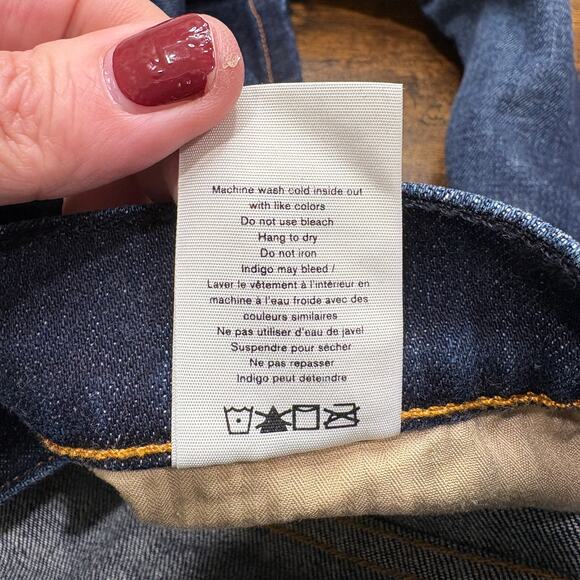 Machine wash cold inside out
with like colors
Do not use bleach
Hang to dry
Do not iron
Indigo may bleed /
Laver le vêtement à l'intérieur en
machine à l'eau froide avec des
couleurs similaires
Ne pas utiliser d'eau de javel
Suspendre pour sécher
Ne pas repasser
Indigo peut déteindre